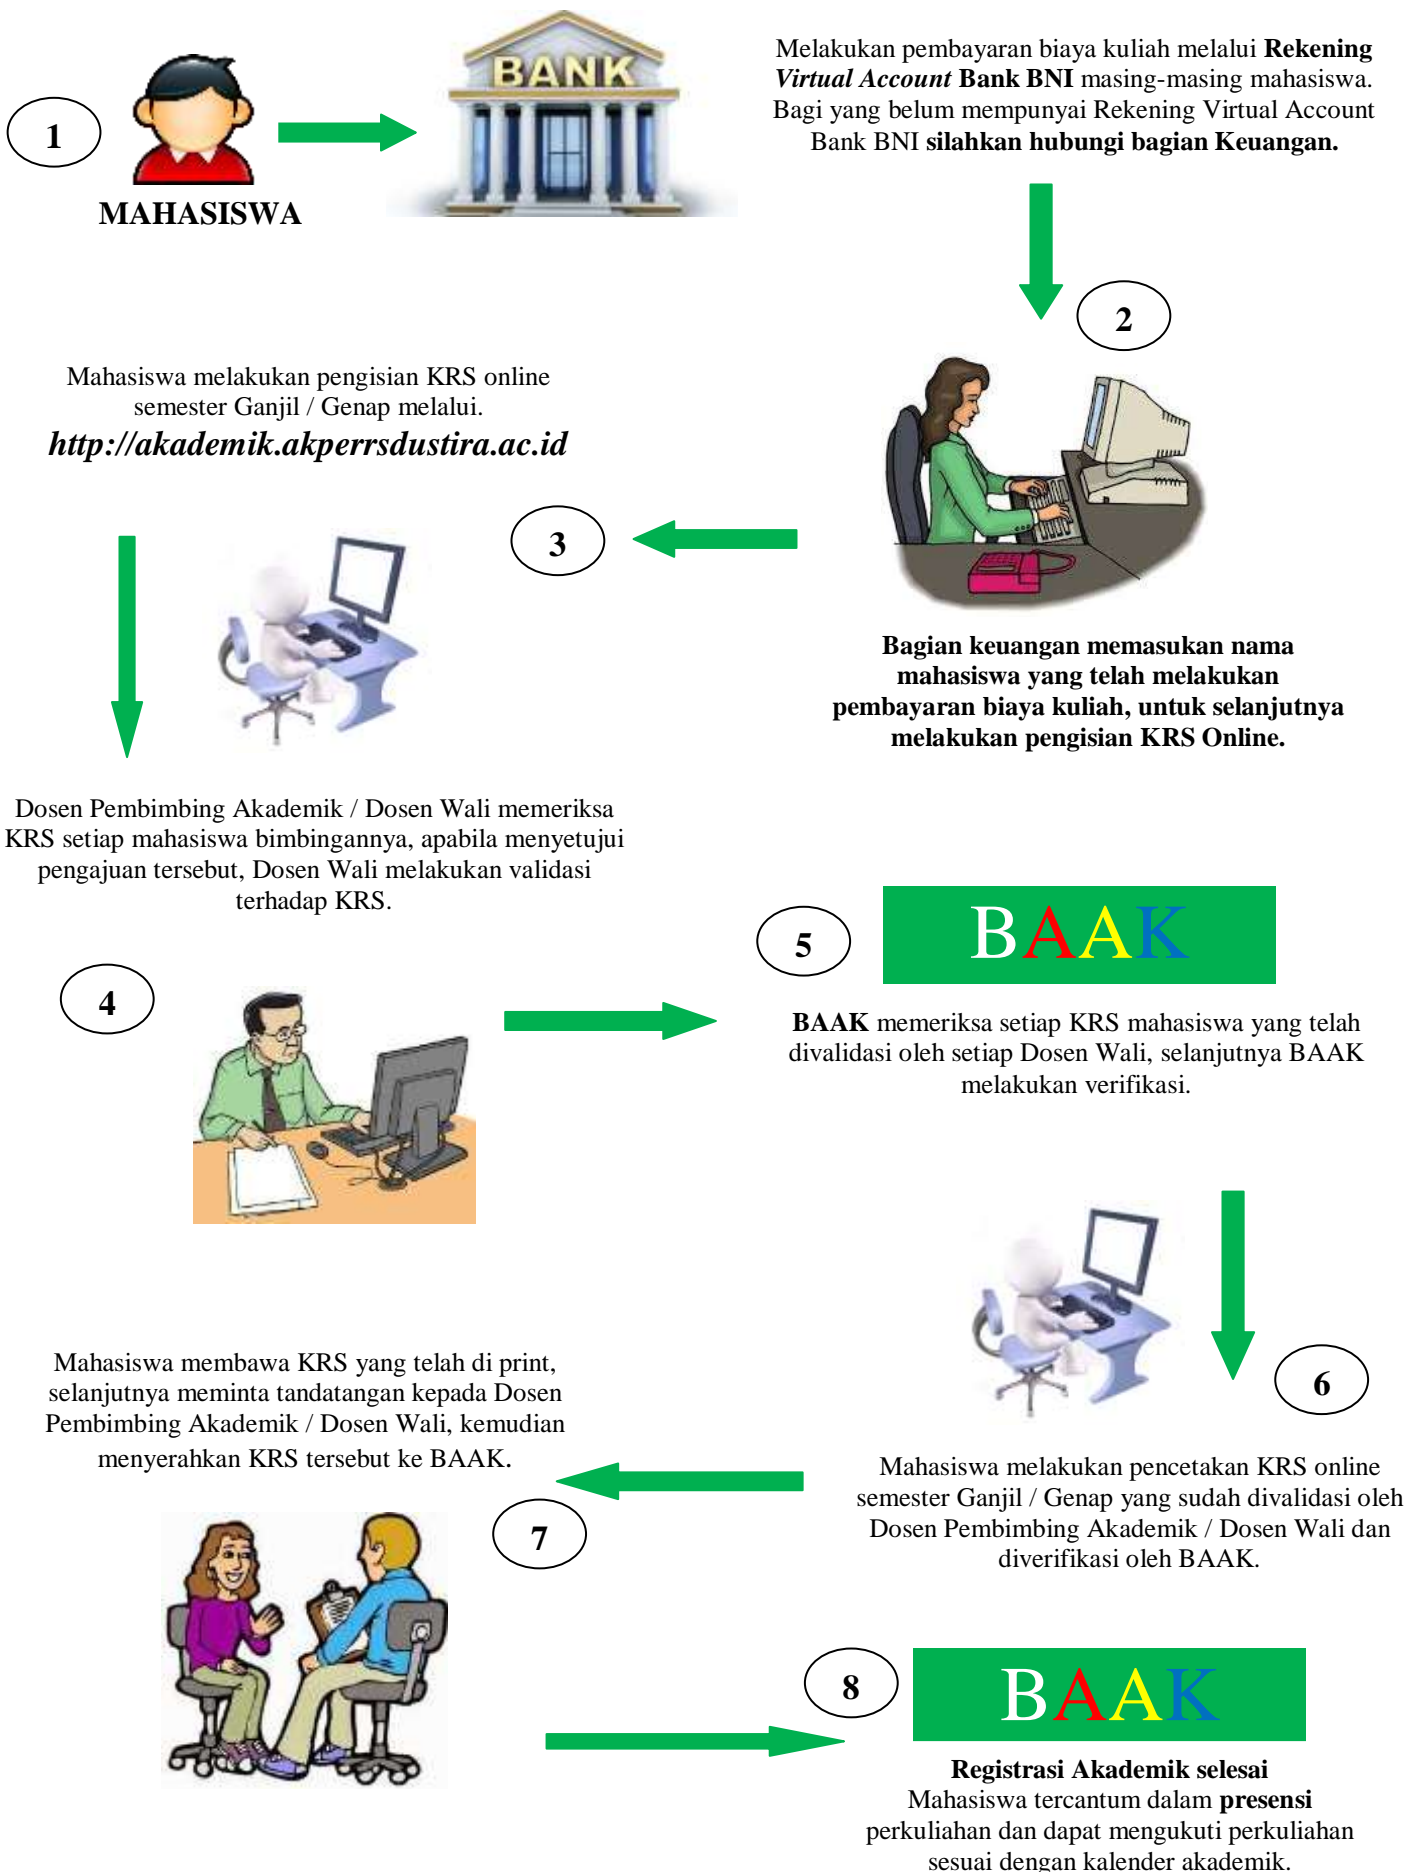 1
MAHASISWA
BANK
Melakukan pembayaran biaya kuliah melalui Rekening
Virtual Account Bank BNI masing-masing mahasiswa.
Bagi yang belum mempunyai Rekening Virtual Account
Bank BNI silahkan hubungi bagian Keuangan.
2
Bagian keuangan memasukan nama
mahasiswa yang telah melakukan
pembayaran biaya kuliah, untuk selanjutnya
melakukan pengisian KRS Online.
Mahasiswa melakukan pengisian KRS online
semester Ganjil / Genap melalui.
http://akademik.akperrsdustira.ac.id
3
Dosen Pembimbing Akademik / Dosen Wali memeriksa
KRS setiap mahasiswa bimbingannya, apabila menyetujui
pengajuan tersebut, Dosen Wali melakukan validasi
terhadap KRS.
4
5
BAAK
BAAK memeriksa setiap KRS mahasiswa yang telah
divalidasi oleh setiap Dosen Wali, selanjutnya BAAK
melakukan verifikasi.
6
Mahasiswa melakukan pencetakan KRS online
semester Ganjil / Genap yang sudah divalidasi oleh
Dosen Pembimbing Akademik / Dosen Wali dan
diverifikasi oleh BAAK.
Mahasiswa membawa KRS yang telah di print,
selanjutnya meminta tandatangan kepada Dosen
Pembimbing Akademik / Dosen Wali, kemudian
menyerahkan KRS tersebut ke BAAK.
7
8
BAAK
Registrasi Akademik selesai
Mahasiswa tercantum dalam presensi
perkuliahan dan dapat mengukuti perkuliahan
sesuai dengan kalender akademik.